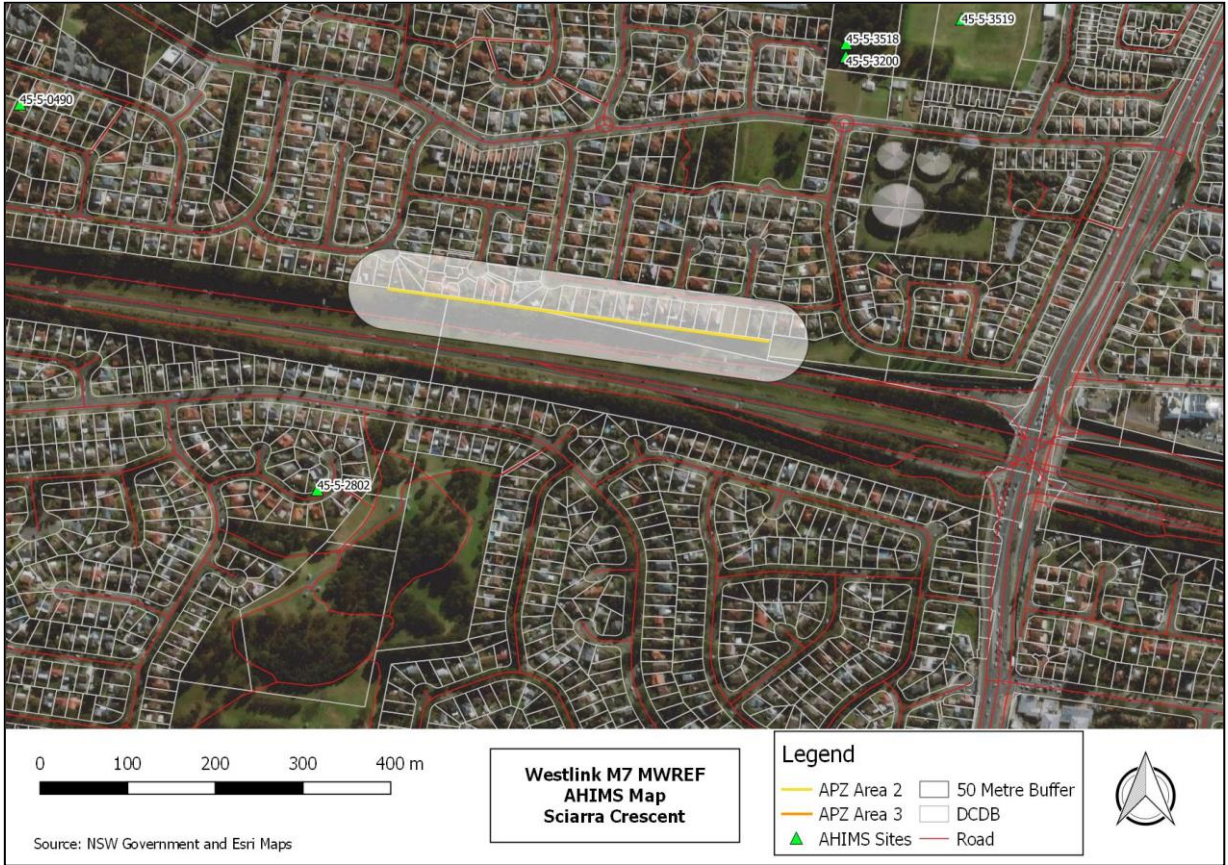 45-5-3519
45-5-3518
45-5-3200
45-5-0490
45-5-2802
0 100 200 300 400 m
Source: NSW Government and Esri Maps
Westlink M7 MWREF
AHIMS Map
Sciarra Crescent
Legend
APZ Area 2
50 Metre Buffer
APZ Area 3
DCDB
AHIMS Sites
Road